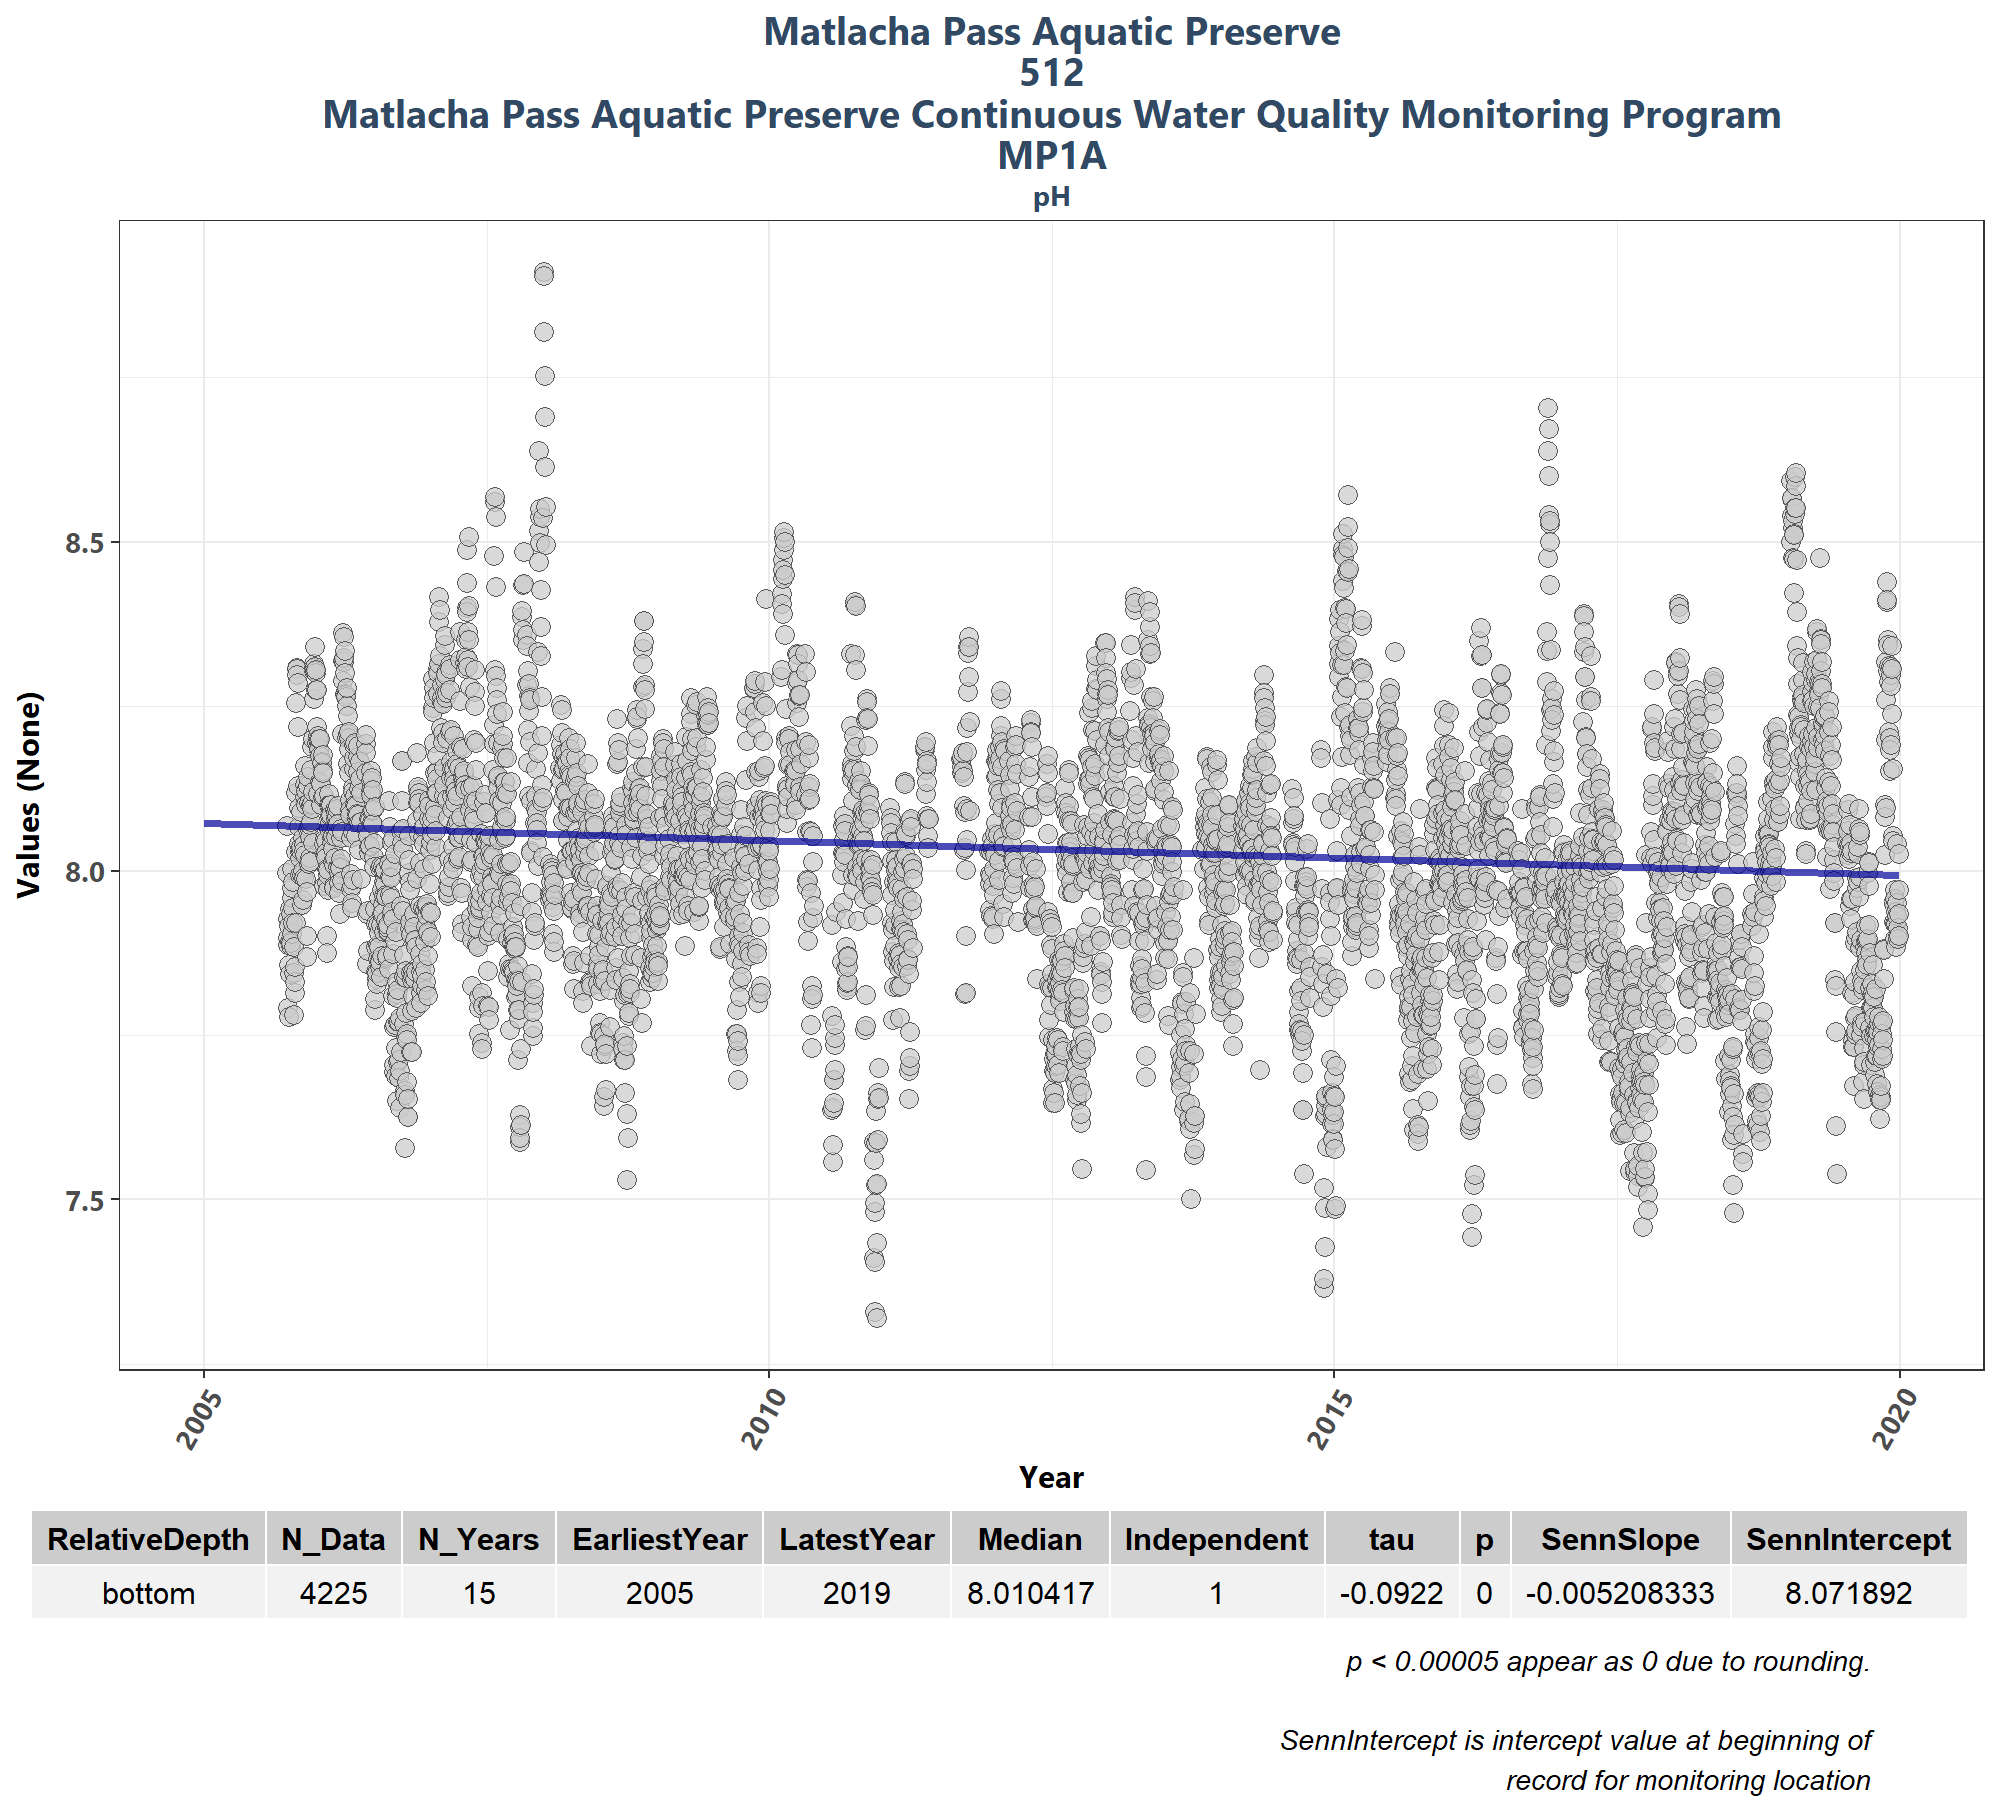 Matlacha Pass Aquatic Preserve
512
Matlacha Pass Aquatic Preserve Continuous Water Quality Monitoring Program
MP1A
pH
Values (None)
8.5
8.0
7.5
2005 2010 2015 2020
Year
RelativeDepth N_Data N_Years EarliestYear LatestYear Median Independent tau p SennSlope SennIntercept
bottom 4225 15 2005 2019 8.010417 1 -0.0922 0 -0.005208333 8.071892
p < 0.00005 appear as 0 due to rounding.
SennIntercept is intercept value at beginning of
record for monitoring location